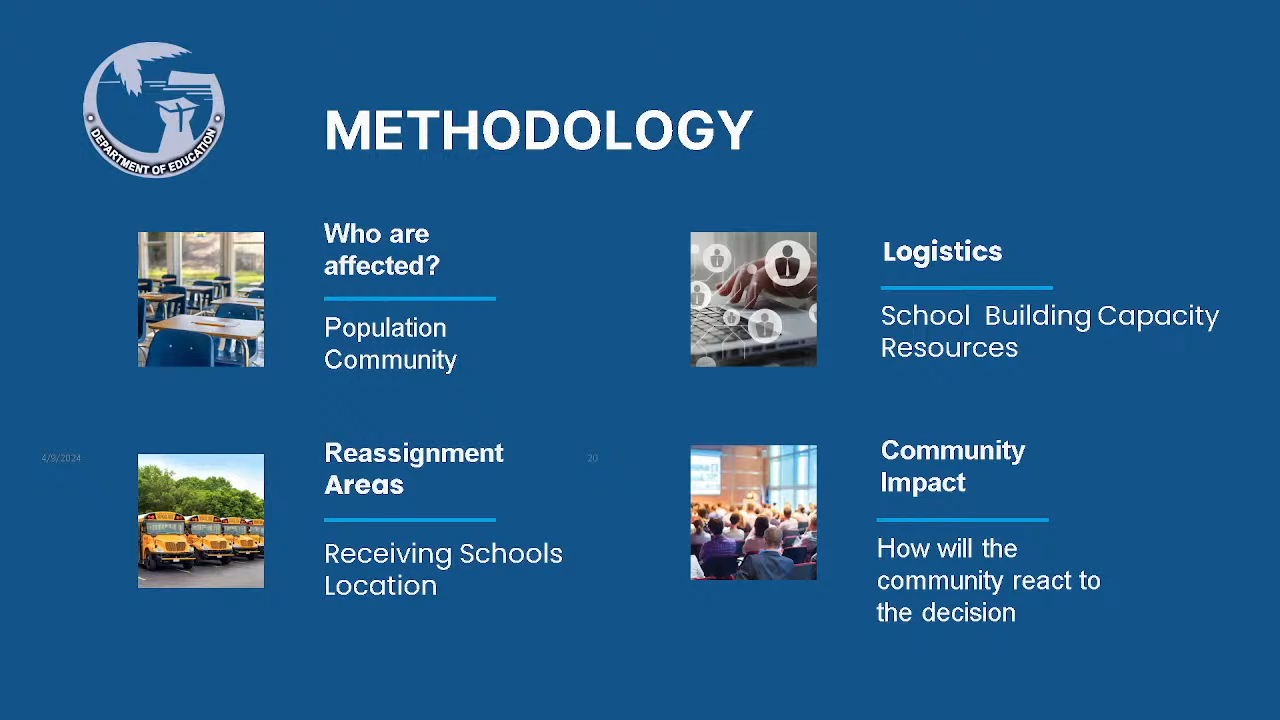 DEPARTMENT OF EDUCATION
METHODOLOGY
Who are
affected?
Population
Community
Logistics
School Building Capacity
Resources
4/9/2024
Reassignment
Areas
Receiving Schools
Location
20
Community
Impact
How will the
community react to
the decision